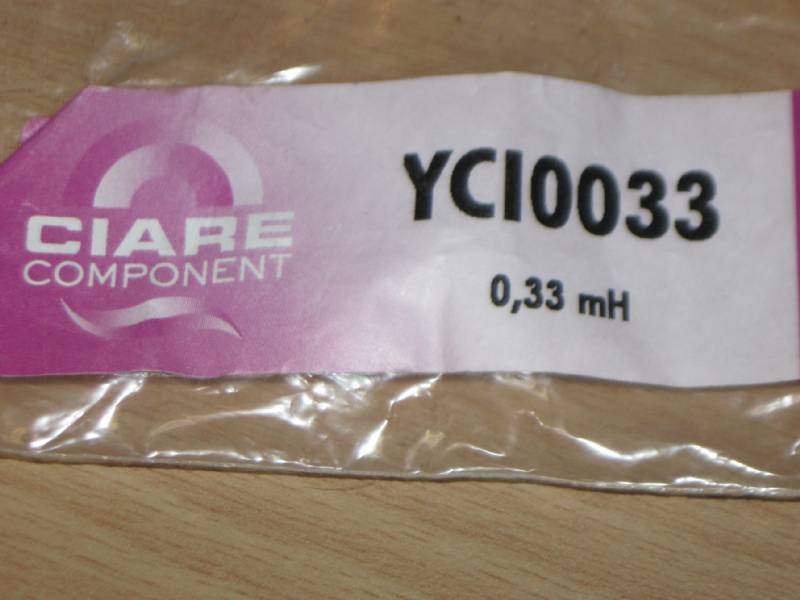 CIARE
COMPONENT
YCI0033
0,33 mH